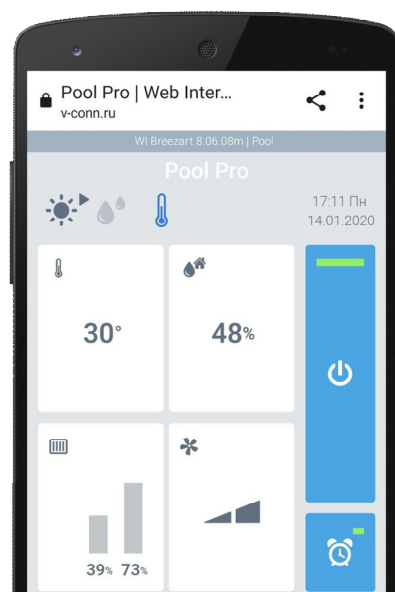 Pool Pro | Web Inter...
v-conn.ru
WI Breezart 8.06.08m | Pool
Pool Pro
17:11 Пн
14.01.2020
30°
48%
39% 73%